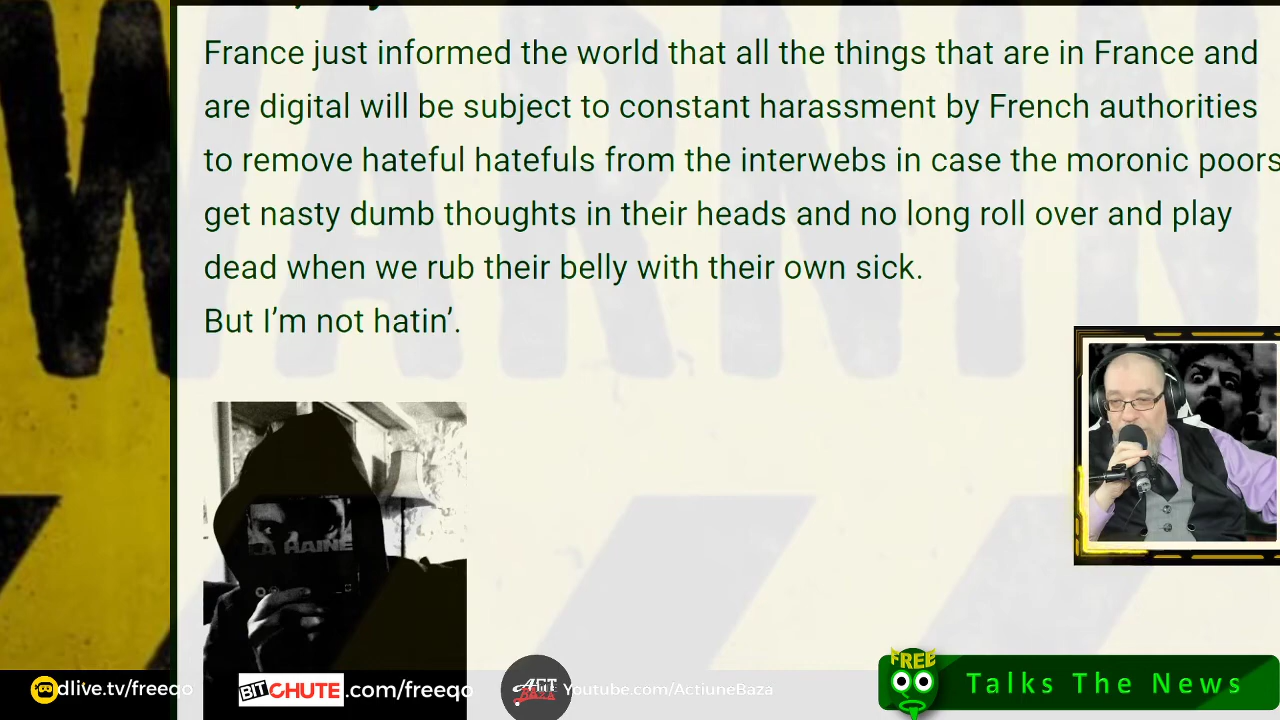 France just informed the world that all the things that are in France and
are digital will be subject to constant harassment by French authorities
to remove hateful hatefuls from the interwebs in case the moronic poors
get nasty dumb thoughts in their heads and no long roll over and play
dead when we rub their belly with their own sick.
But I’m not hatin’.
LA HAINE
dlive.tv/freeqo
BITCHUTE.com/freeqo
ACT BAZA
Youtube.com/ActiuneBaza
FREE
Talks The News